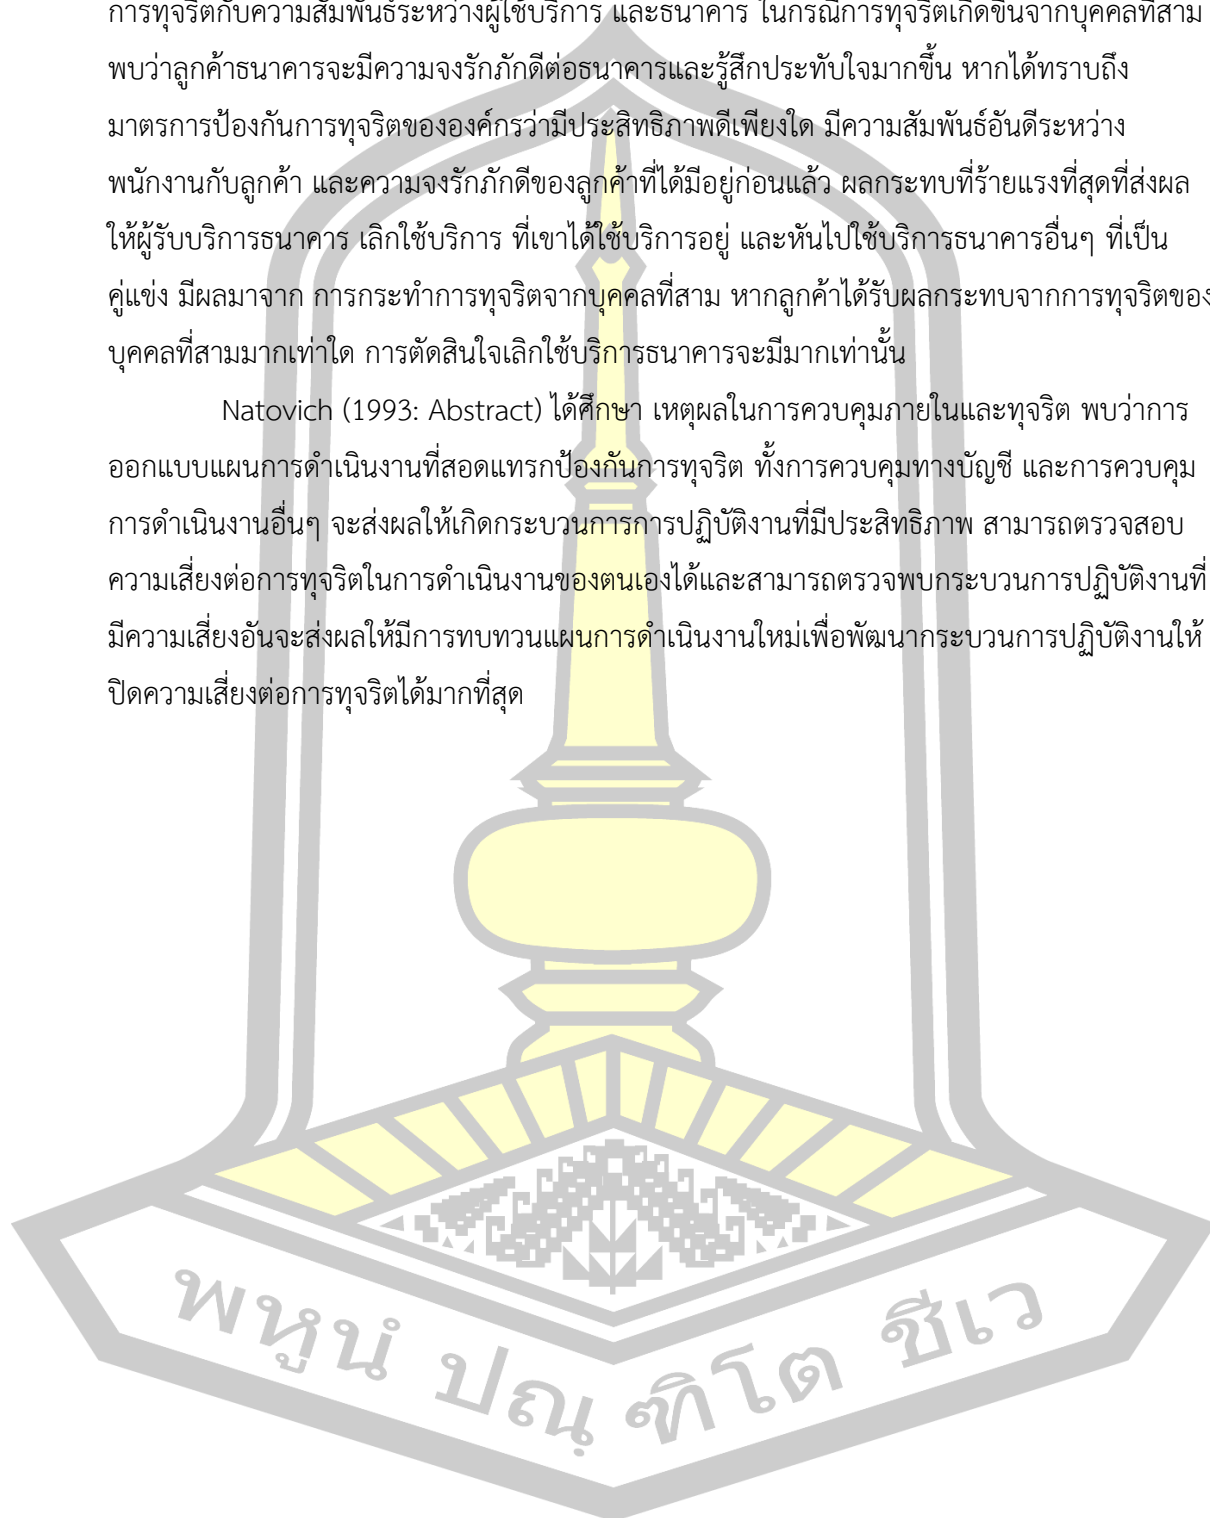 การทุจริตกับความสัมพันธ์ระหว่างผู้ใช้บริการ และธนาคาร ในกรณีการทุจริตเกิดขึ้นจากบุคคลที่สาม
พบว่าลูกค้าธนาคารจะมีความจงรักภักดีต่อธนาคารและรู้สึกประทับใจมากขึ้น หากได้ทราบถึง
มาตรการป้องกันการทุจริตขององค์กรว่ามีประสิทธิภาพดีเพียงใด มีความสัมพันธ์อันดีระหว่าง
พนักงานกับลูกค้า และความจงรักภักดีของลูกค้าที่ได้มีอยู่ก่อนแล้ว ผลกระทบที่ร้ายแรงที่สุดที่ส่งผล
ให้ผู้รับบริการธนาคาร เลิกใช้บริการ ที่เขาได้ใช้บริการอยู่ และหันไปใช้บริการธนาคารอื่นๆ ที่เป็น
คู่แข่ง มีผลมาจาก การกระทำการทุจริตจากบุคคลที่สาม หากลูกค้าได้รับผลกระทบจากการทุจริตของ
บุคคลที่สามมากเท่าใด การตัดสินใจเลิกใช้บริการธนาคารจะมีมากเท่านั้น
Natovich (1993: Abstract) ได้ศึกษา เหตุผลในการควบคุมภายในและทุจริต พบว่าการ
ออกแบบแผนการดำเนินงานที่สอดแทรกป้องกันการทุจริต ทั้งการควบคุมทางบัญชี และการควบคุม
การดำเนินงานอื่นๆ จะส่งผลให้เกิดกระบวนการการปฏิบัติงานที่มีประสิทธิภาพ สามารถตรวจสอบ
ความเสี่ยงต่อการทุจริตในการดำเนินงานของตนเองได้และสามารถตรวจพบกระบวนการปฏิบัติงานที่
มีความเสี่ยงอันจะส่งผลให้มีการทบทวนแผนการดำเนินงานใหม่เพื่อพัฒนากระบวนการปฏิบัติงานให้
ปิดความเสี่ยงต่อการทุจริตได้มากที่สุด
พหูนํ ปณฺฑิโต ชีเว